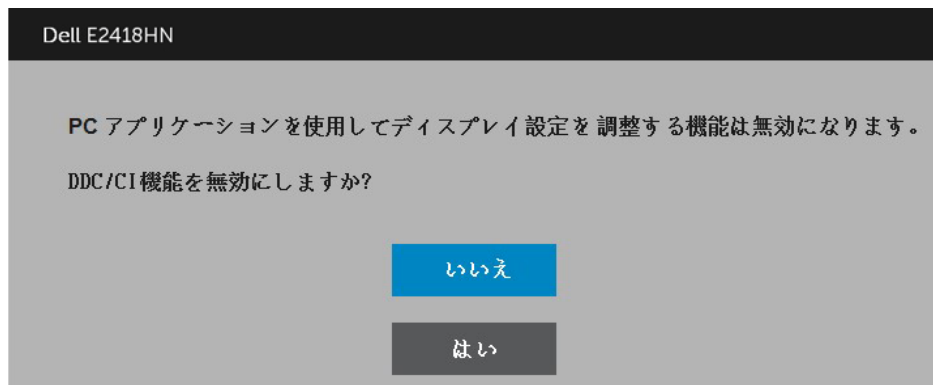 Dell E2418HN
PC アプリケーションを使用してディスプレイ設定を調整する機能は無効になります。
DDC/CI機能を無効にしますか?
いいえ
はい